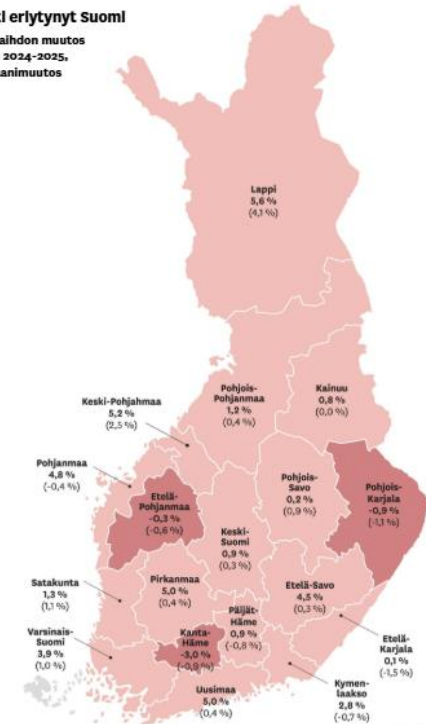 i eriytynyt Suomi
aihdon muutos
2024-2025,
animuutos
Lappi
5,6 %
(4,1 %)
Pohjois-
Pohjanmaa
1,2 %
(0,4 %)
Kainuu
0,8 %
(0,0 %)
Keski-Pohjahmaa
5,2 %
(2,5 %)
Pohjanmaa
4,8 %
(-0,4 %)
Etelä-
Pohjanmaa
-0,3 %
(-0,6 %)
Pohjois-
Savo
0,2 %
(0,9 %)
Pohjois-
Karjala
-0,9 %
(-1,1 %)
Keski-
Suomi
0,9 %
(0,3 %)
Satakunta
1,3 %
(1,1 %)
Pirkanmaa
5,0 %
(0,4 %)
Etelä-Savo
4,5 %
(0,3 %)
Päijät-
Häme
0,9 %
(-0,8 %)
Varsinais-
Suomi
3,9 %
(1,0 %)
Kanta-
Häme
-3,0 %
(-0,9 %)
Etelä-
Karjala
0,1 %
(-1,5 %)
Uusimaa
5,0 %
(0,4 %)
Kymen-
laakso
2,8 %
(-0,7 %)